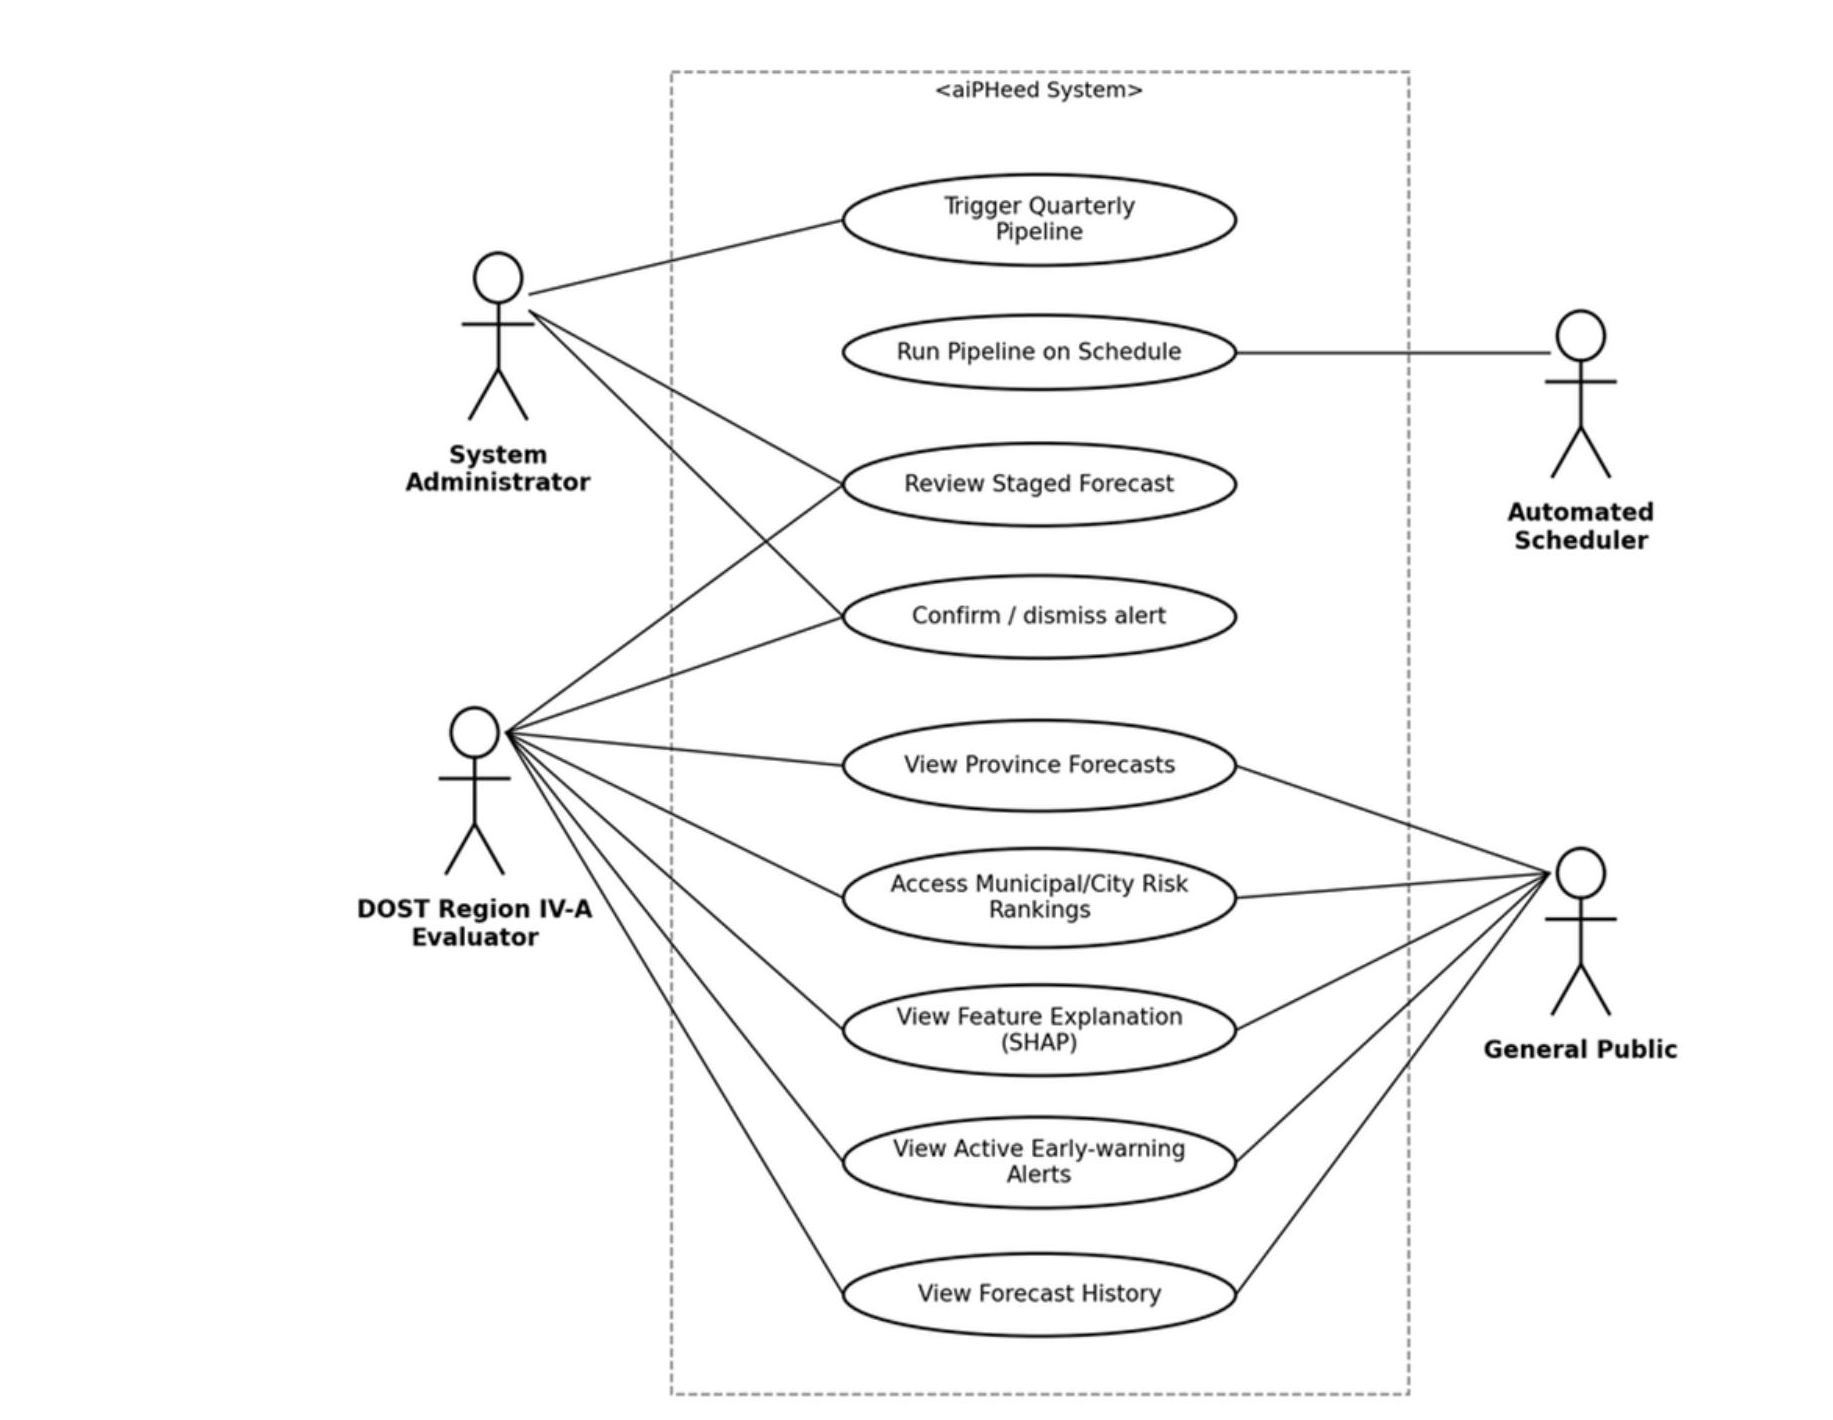 <aiPHeed System>
Trigger Quarterly
Pipeline
Run Pipeline on Schedule
System
Administrator
Review Staged Forecast
Automated
Scheduler
Confirm / dismiss alert
View Province Forecasts
DOST Region IV-A
Evaluator
Access Municipal/City Risk
Rankings
View Feature Explanation
(SHAP)
General Public
View Active Early-warning
Alerts
View Forecast History